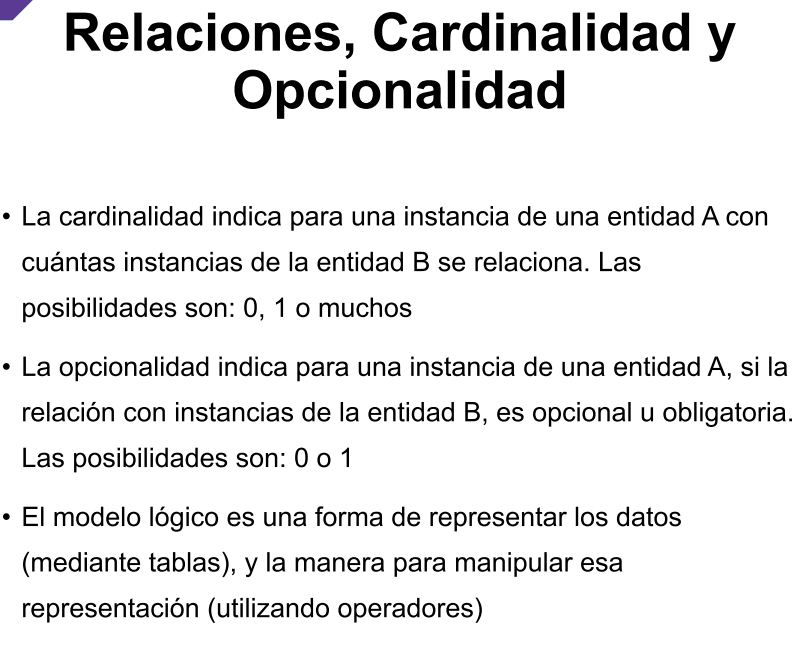 Relaciones, Cardinalidad y
Opcionalidad
• La cardinalidad indica para una instancia de una entidad A con
cuántas instancias de la entidad B se relaciona. Las
posibilidades son: 0, 1 o muchos
• La opcionalidad indica para una instancia de una entidad A, si la
relación con instancias de la entidad B, es opcional u obligatoria.
Las posibilidades son: 0 o 1
• El modelo lógico es una forma de representar los datos
(mediante tablas), y la manera para manipular esa
representación (utilizando operadores)